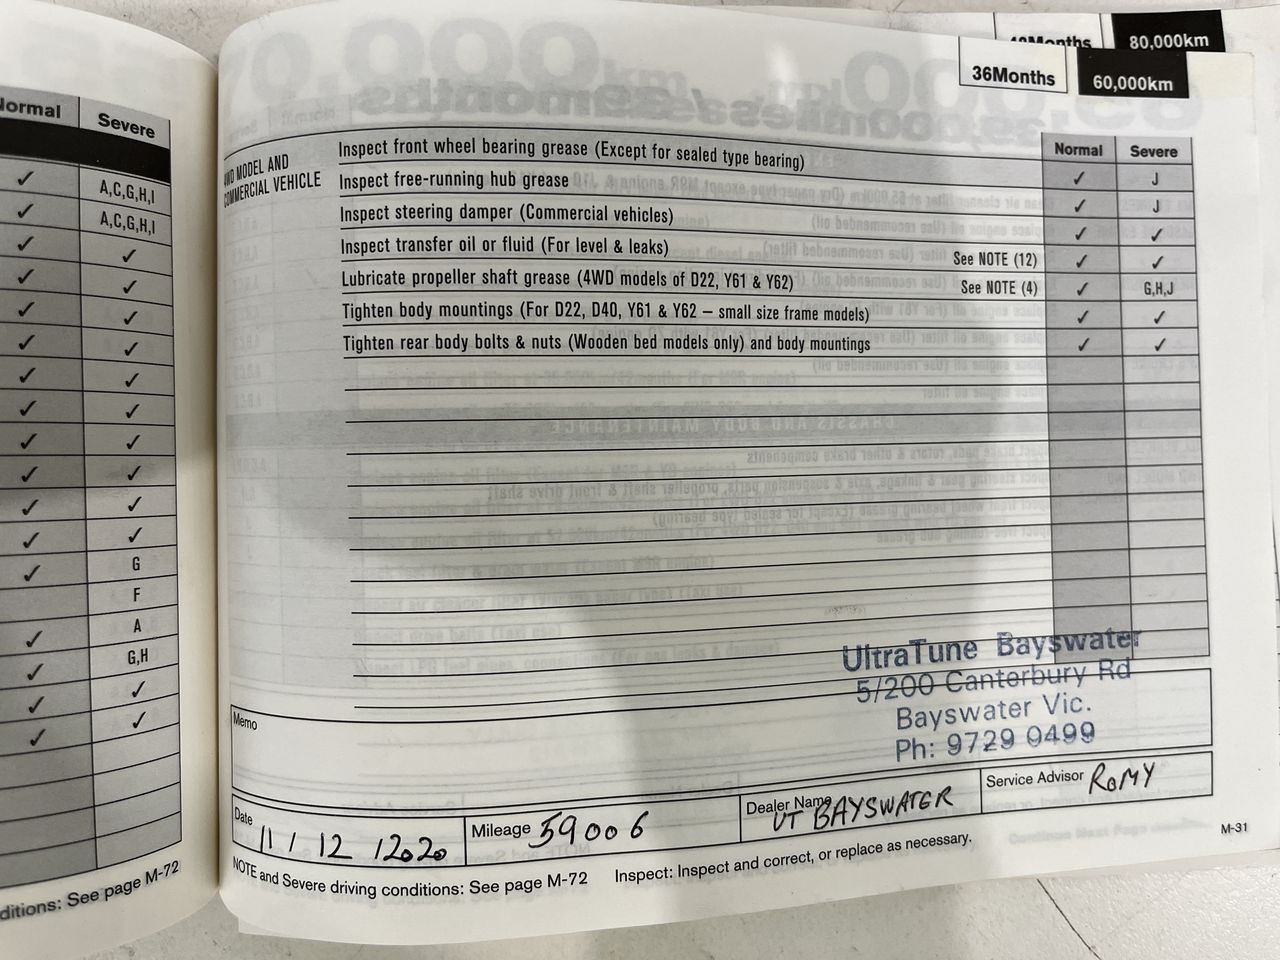 48Months 80,000km
36Months 60,000km
Normal Severe
✓ A,C,G,H,I
✓ A,C,G,H,I
✓ ✓
✓ ✓
✓ ✓
✓ ✓
✓ ✓
✓ ✓
✓ ✓
✓ ✓
✓ ✓
✓ ✓
✓ G
F
✓ A
✓ G,H
✓ ✓
✓ ✓
ditions: See page M-72
Normal Severe
4WD MODEL AND
COMMERCIAL VEHICLE
Inspect front wheel bearing grease (Except for sealed type bearing) ✓ J
Inspect free-running hub grease ✓ J
Inspect steering damper (Commercial vehicles) ✓ ✓
Inspect transfer oil or fluid (For level & leaks) See NOTE (12) ✓ ✓
Lubricate propeller shaft grease (4WD models of D22, Y61 & Y62) See NOTE (4) ✓ G,H,J
Tighten body mountings (For D22, D40, Y61 & Y62 – small size frame models) ✓ ✓
Tighten rear body bolts & nuts (Wooden bed models only) and body mountings ✓ ✓
UltraTune Bayswater
5/200 Canterbury Rd
Bayswater Vic.
Ph: 9729 0499
Memo
Date 11 / 12 / 2020
Mileage 59006
Dealer Name UT BAYSWATER
Service Advisor ROMY
NOTE and Severe driving conditions: See page M-72 Inspect: Inspect and correct, or replace as necessary.
M-31